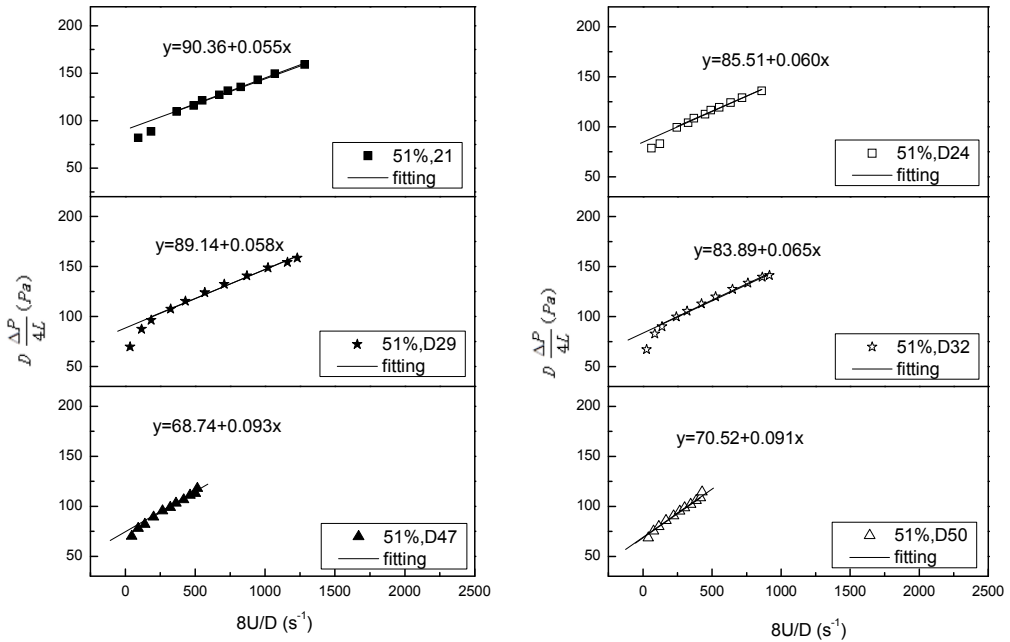 200
150
100
50
y=90.36+0.055x
51%,21
fitting
200
150
100
50
y=89.14+0.058x
51%,D29
fitting
200
150
100
50
y=68.74+0.093x
51%,D47
fitting
0 500 1000 1500 2000 2500
8U/D (s⁻¹)
D ΔP/4L (Pa)
200
150
100
50
y=85.51+0.060x
51%,D24
fitting
200
150
100
50
y=83.89+0.065x
51%,D32
fitting
200
150
100
50
y=70.52+0.091x
51%,D50
fitting
0 500 1000 1500 2000 2500
8U/D (s⁻¹)
D ΔP/4L (Pa)